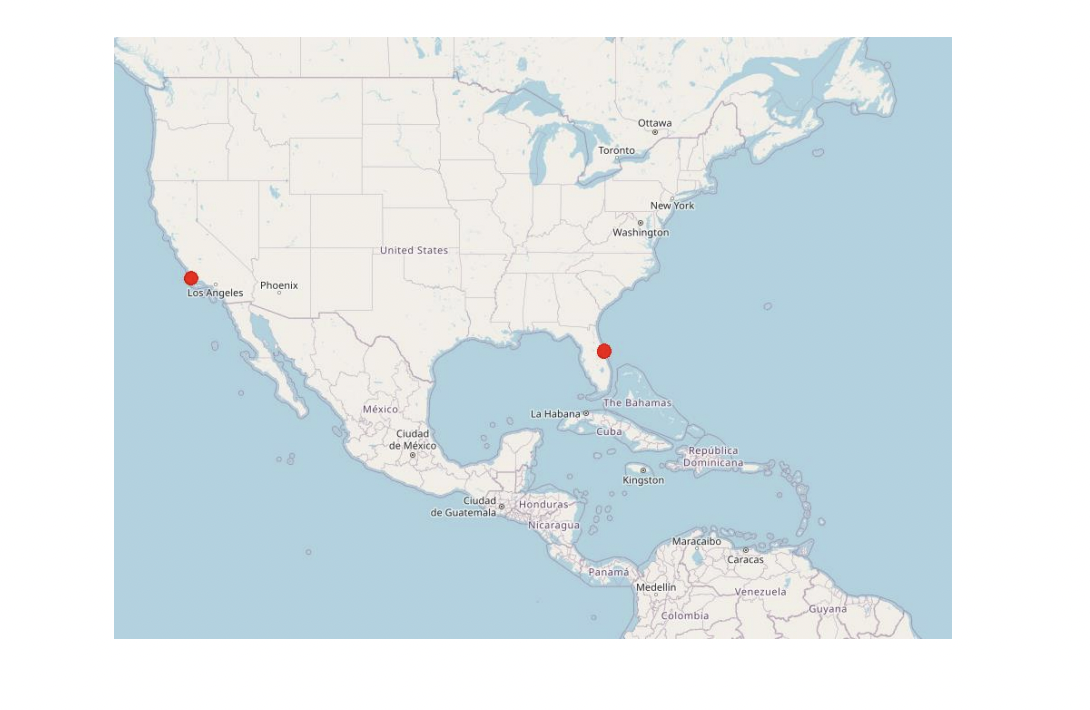 Ottawa
Toronto
New York
Washington
United States
Phoenix
Los Angeles
The Bahamas
México
La Habana
Cuba
Ciudad
de México
República
Dominicana
Kingston
Ciudad
de Guatemala
Honduras
Nicaragua
Maracaibo
Caracas
Panamá
Medellín
Venezuela
Guyana
Colombia